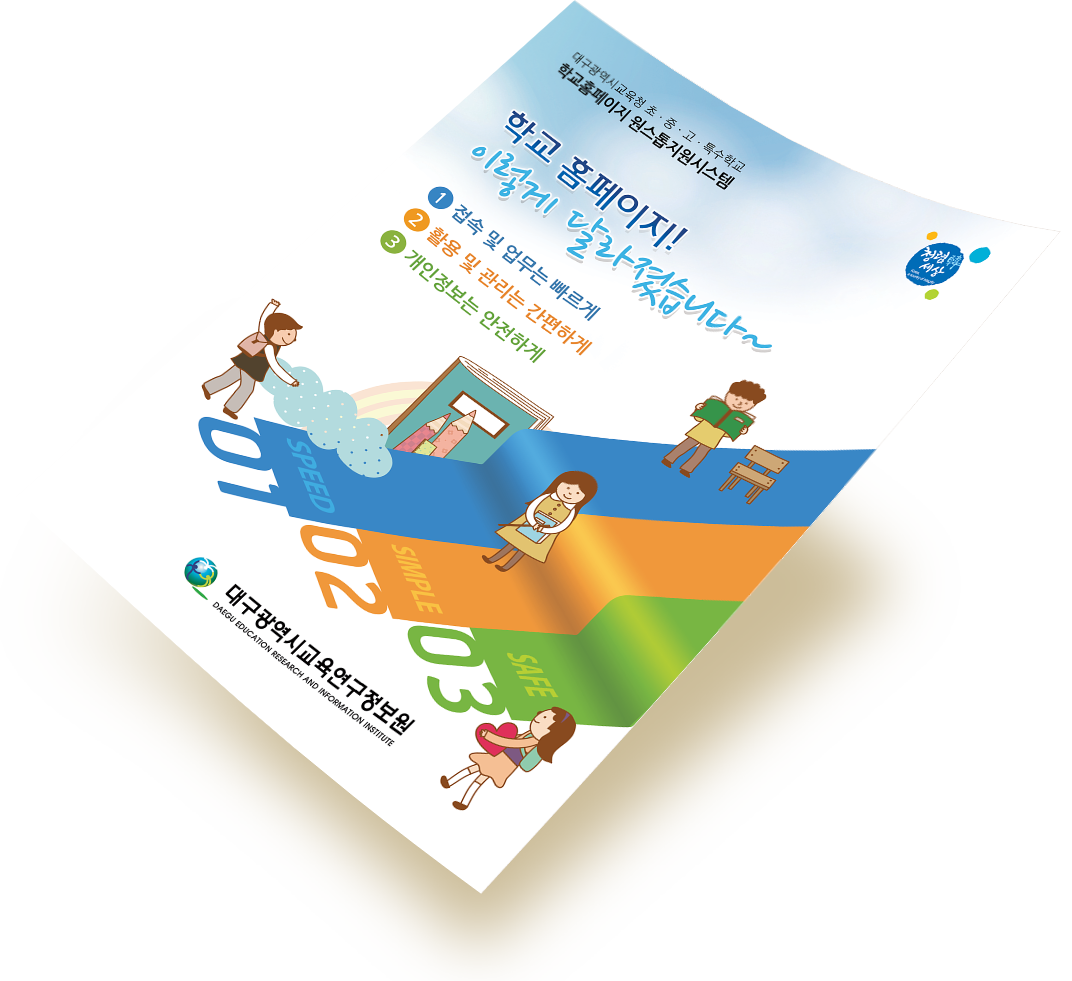 대구광역시교육청 초 · 중 · 고 · 특수학교
학교홈페이지 원스톱지원시스템
학교 홈페이지!
이렇게 달라졌습니다~
1 접속 및 업무는 빠르게
2 활용 및 관리는 간편하게
3 개인정보는 안전하게
청렴
세상
01 SPEED
02 SIMPLE
03 SAFE
대구광역시교육연구정보원
DAEGU EDUCATION RESEARCH AND INFORMATION INSTITUTE